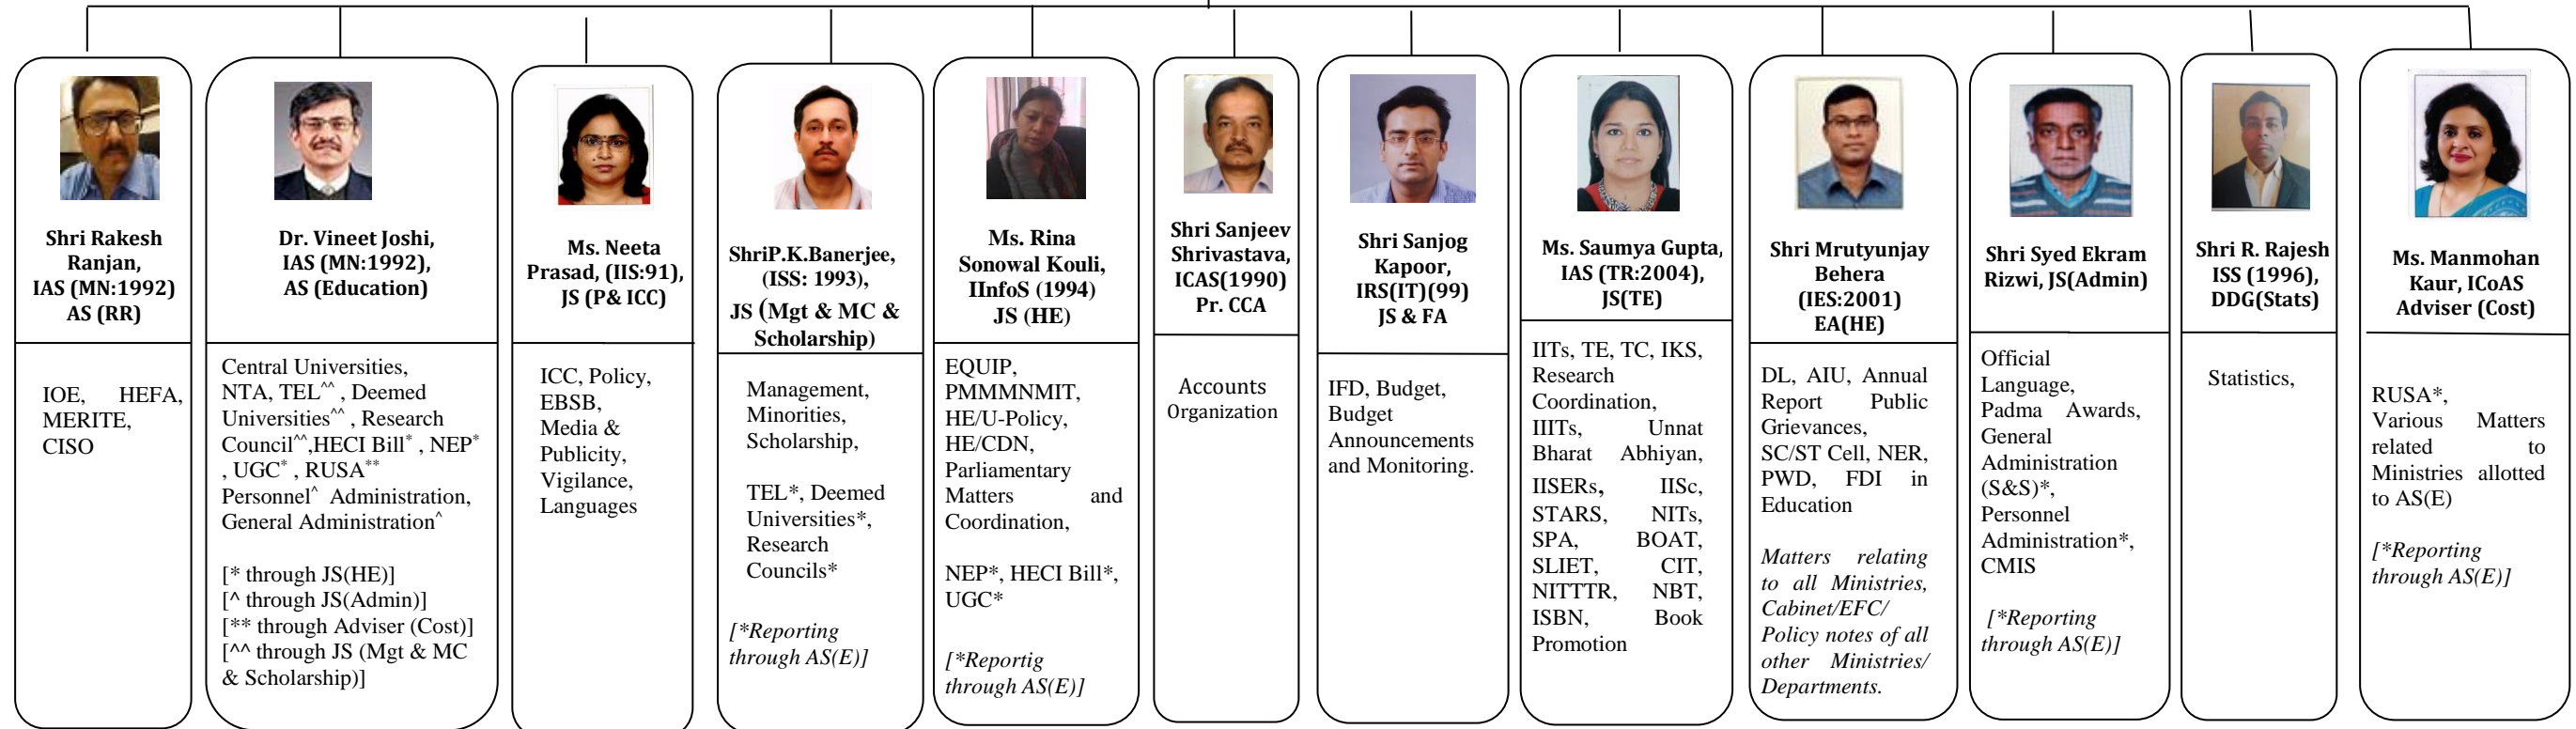 Shri Rakesh
Ranjan,
IAS (MN:1992)
AS (RR)
IOE, HEFA,
MERITE,
CISO
Dr. Vineet Joshi,
IAS (MN:1992),
AS (Education)
Central Universities,
NTA, TEL^^ , Deemed
Universities^^ , Research
Council^^,HECI Bill* , NEP*
, UGC* , RUSA**
Personnel^ Administration,
General Administration^
[* through JS(HE)]
[^ through JS(Admin)]
[** through Adviser (Cost)]
[^^ through JS (Mgt & MC
& Scholarship)]
Ms. Neeta
Prasad, (IIS:91),
JS (P& ICC)
ICC, Policy,
EBSB,
Media &
Publicity,
Vigilance,
Languages
ShriP.K.Banerjee,
(ISS: 1993),
JS (Mgt & MC &
Scholarship)
Management,
Minorities,
Scholarship,
TEL*, Deemed
Universities*,
Research
Councils*
[*Reporting
through AS(E)]
Ms. Rina
Sonowal Kouli,
IInfoS (1994)
JS (HE)
EQUIP,
PMMMNMIT,
HE/U-Policy,
HE/CDN,
Parliamentary
Matters and
Coordination,
NEP*, HECI Bill*,
UGC*
[*Reportig
through AS(E)]
Shri Sanjeev
Shrivastava,
ICAS(1990)
Pr. CCA
Accounts
Organization
Shri Sanjog
Kapoor,
IRS(IT)(99)
JS & FA
IFD, Budget,
Budget
Announcements
and Monitoring.
Ms. Saumya Gupta,
IAS (TR:2004),
JS(TE)
IITs, TE, TC, IKS,
Research
Coordination,
IIITs, Unnat
Bharat Abhiyan,
IISERs, IISc,
STARS, NITs,
SPA, BOAT,
SLIET, CIT,
NITTTR, NBT,
ISBN, Book
Promotion
Shri Mrutyunjay
Behera
(IES:2001)
EA(HE)
DL, AIU, Annual
Report Public
Grievances,
SC/ST Cell, NER,
PWD, FDI in
Education
Matters relating
to all Ministries,
Cabinet/EFC/
Policy notes of all
other Ministries/
Departments.
Shri Syed Ekram
Rizwi, JS(Admin)
Official
Language,
Padma Awards,
General
Administration
(S&S)*,
Personnel
Administration*,
CMIS
[*Reporting
through AS(E)]
Shri R. Rajesh
ISS (1996),
DDG(Stats)
Statistics,
Ms. Manmohan
Kaur, ICoAS
Adviser (Cost)
RUSA*,
Various Matters
related to
Ministries allotted
to AS(E)
[*Reporting
through AS(E)]